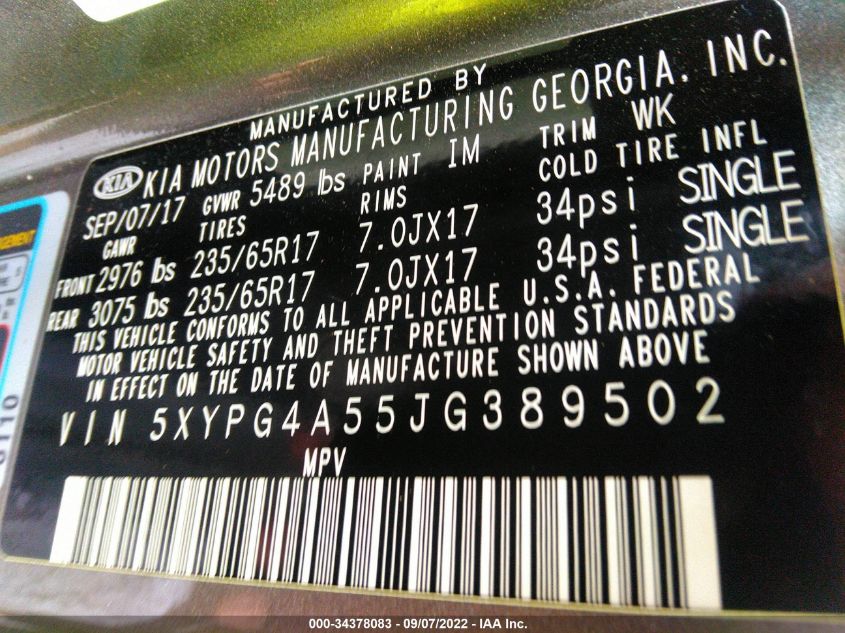 MANUFACTURED BY
KIA KIA MOTORS MANUFACTURING GEORGIA, INC.
SEP/07/17 GVWR 5489 lbs PAINT IM TRIM WK
GAWR TIRES RIMS COLD TIRE INFL
FRONT 2976 lbs 235/65R17 7.0JX17 34psi SINGLE
REAR 3075 lbs 235/65R17 7.0JX17 34psi SINGLE
THIS VEHICLE CONFORMS TO ALL APPLICABLE U.S.A. FEDERAL
MOTOR VEHICLE SAFETY AND THEFT PREVENTION STANDARDS
IN EFFECT ON THE DATE OF MANUFACTURE SHOWN ABOVE
VIN 5XYPG4A55JG389502
MPV
000-34378083 - 09/07/2022 - IAA Inc.